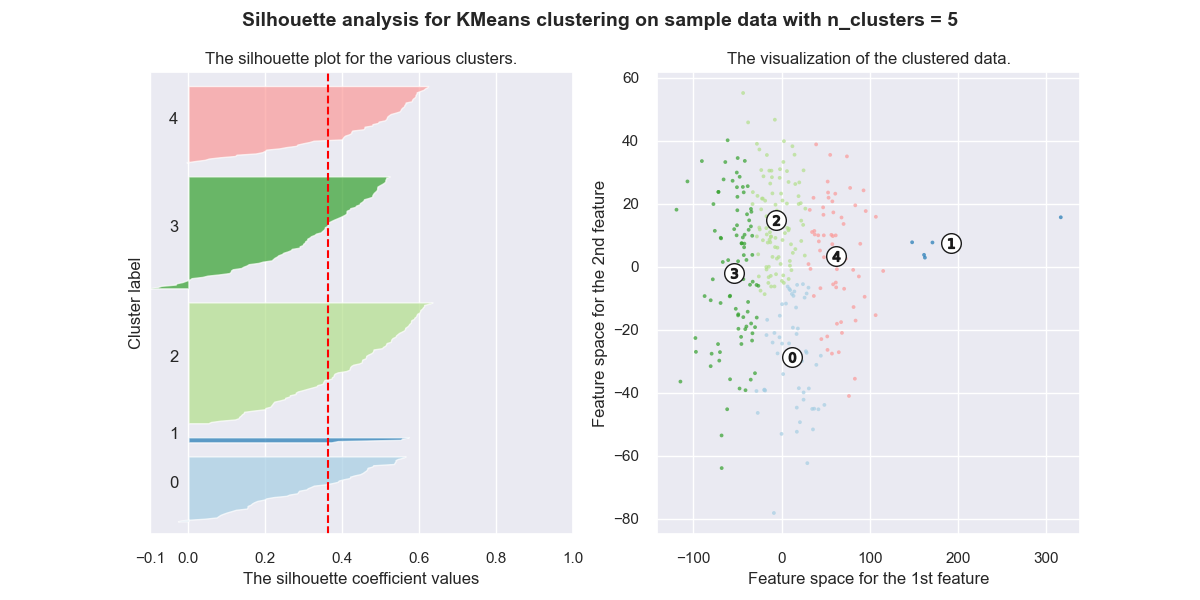 Silhouette analysis for KMeans clustering on sample data with n_clusters = 5
The silhouette plot for the various clusters.
4
3
2
1
0
Cluster label
−0.1 0.0 0.2 0.4 0.6 0.8 1.0
The silhouette coefficient values
The visualization of the clustered data.
60
40
20
0
−20
−40
−60
−80
Feature space for the 2nd feature
2
1
4
3
0
−100 0 100 200 300
Feature space for the 1st feature